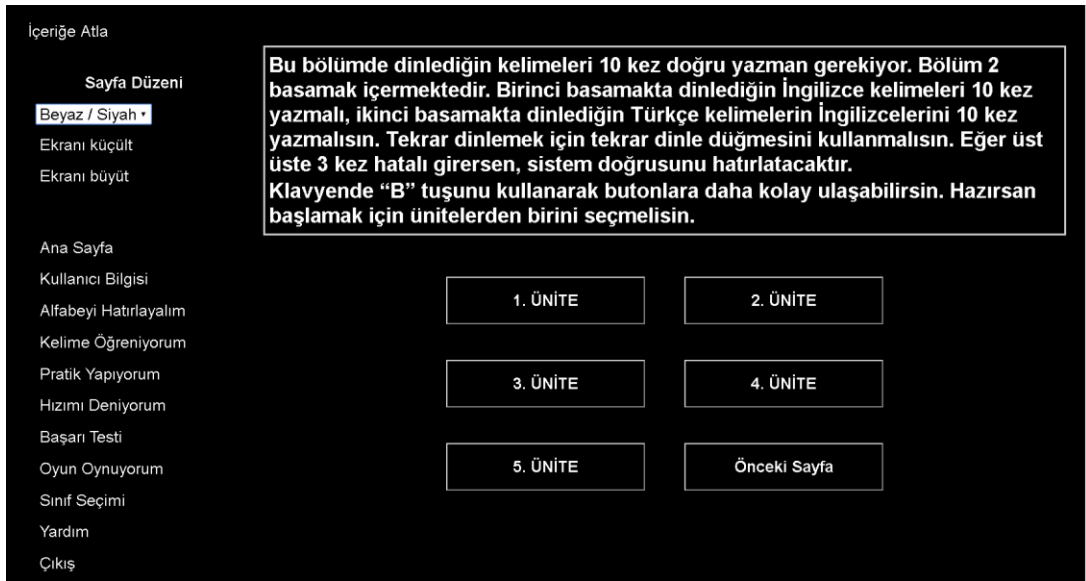 İçeriğe Atla
Sayfa Düzeni
Beyaz / Siyah
Ekranı küçült
Ekranı büyüt
Ana Sayfa
Kullanıcı Bilgisi
Alfabeyi Hatırlayalım
Kelime Öğreniyorum
Pratik Yapıyorum
Hızımı Deniyorum
Başarı Testi
Oyun Oynuyorum
Sınıf Seçimi
Yardım
Çıkış
Bu bölümde dinlediğin kelimeleri 10 kez doğru yazman gerekiyor. Bölüm 2
basamak içermektedir. Birinci basamakta dinlediğin İngilizce kelimeleri 10 kez
yazmalı, ikinci basamakta dinlediğin Türkçe kelimelerin İngilizcelerini 10 kez
yazmalısın. Tekrar dinlemek için tekrar dinle düğmesini kullanmalısın. Eğer üst
üste 3 kez hatalı girersen, sistem doğrusunu hatırlatacaktır.
Klavyende “B” tuşunu kullanarak butonlara daha kolay ulaşabilirsin. Hazırsan
başlamak için ünitelerden birini seçmelisin.
1. ÜNİTE
2. ÜNİTE
3. ÜNİTE
4. ÜNİTE
5. ÜNİTE
Önceki Sayfa